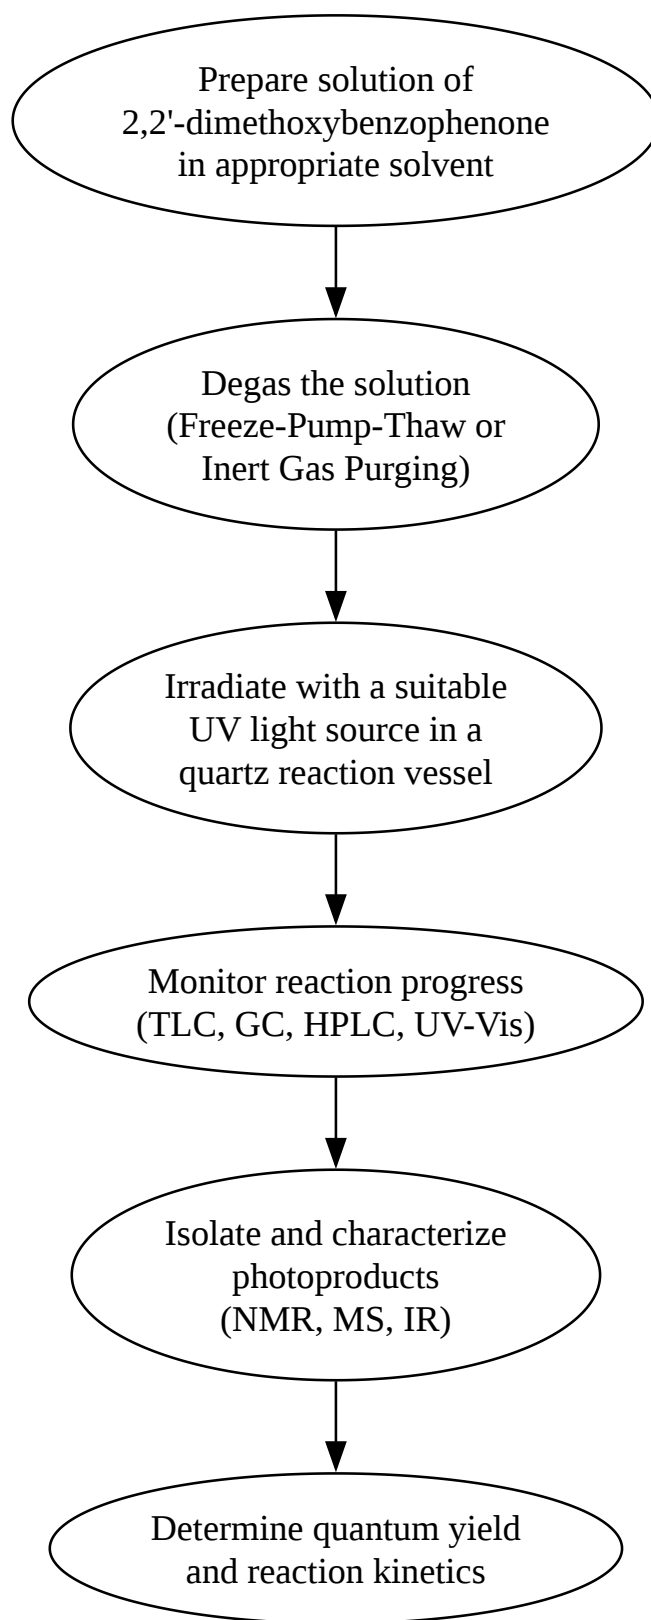 Prepare solution of
2,2'-dimethoxybenzophenone
in appropriate solvent
Degas the solution
(Freeze-Pump-Thaw or
Inert Gas Purging)
Irradiate with a suitable
UV light source in a
quartz reaction vessel
Monitor reaction progress
(TLC, GC, HPLC, UV-Vis)
Isolate and characterize
photoproducts
(NMR, MS, IR)
Determine quantum yield
and reaction kinetics